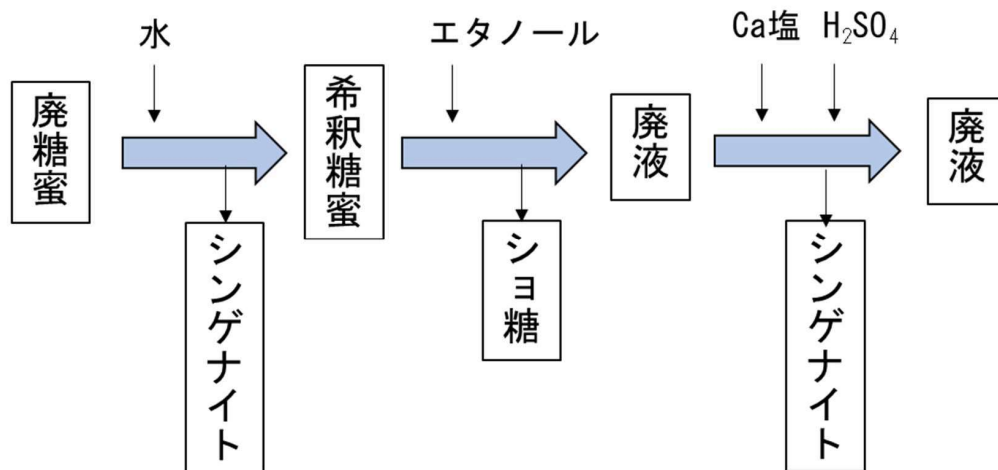 水
エタノール
Ca塩 H₂SO₄
廃糖蜜
希釈糖蜜
廃液
廃液
シンゲナイト
ショ糖
シンゲナイト